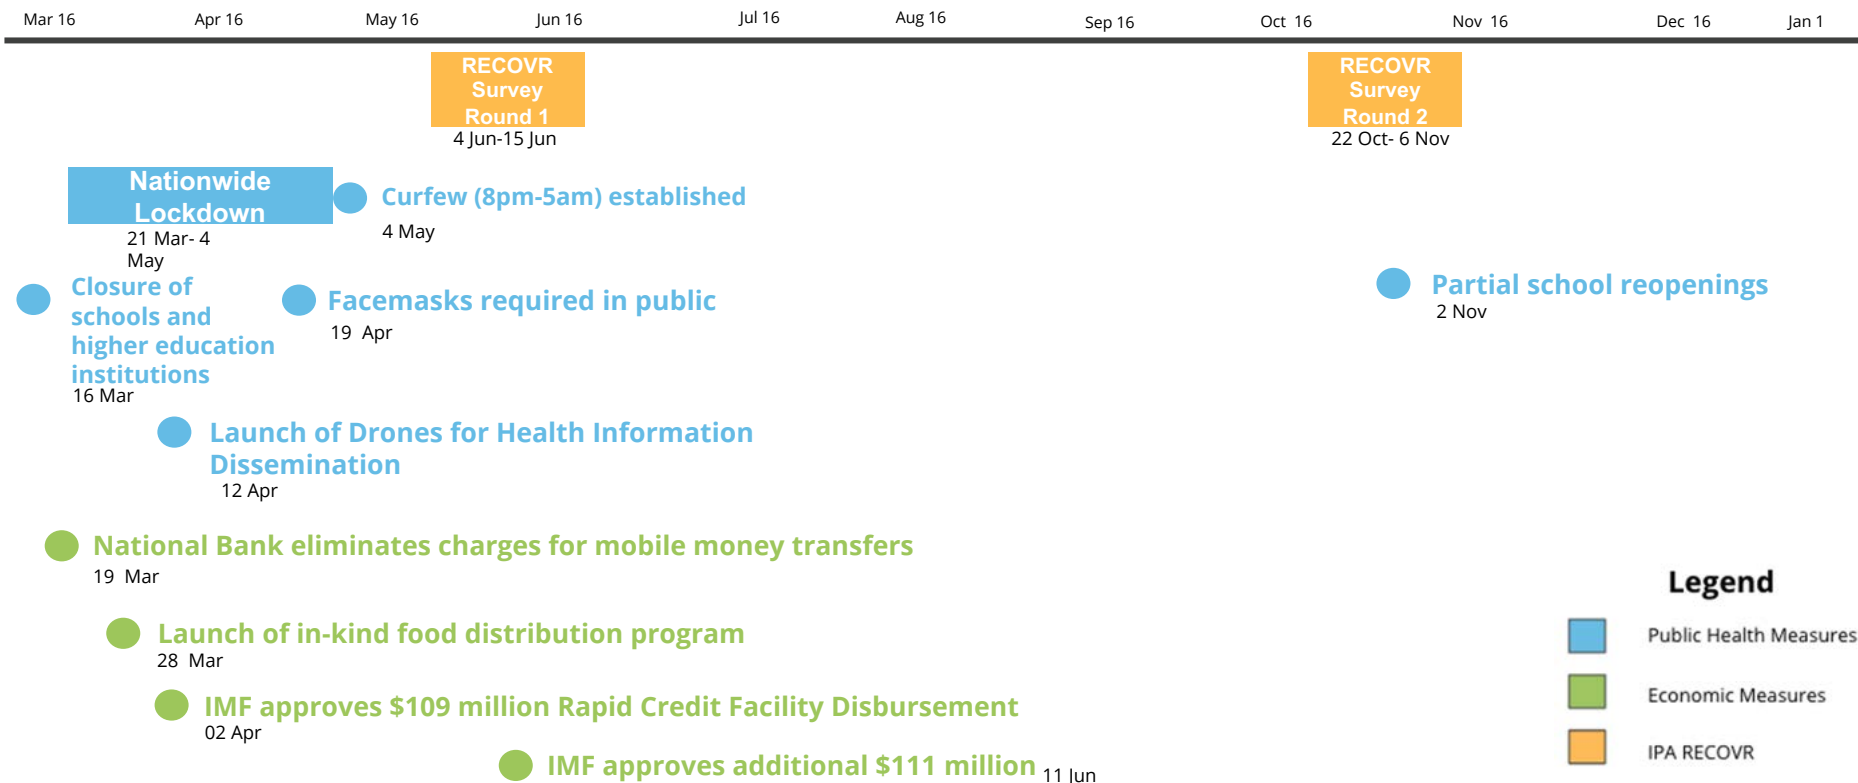 Mar 16 Apr 16 May 16 Jun 16 Jul 16 Aug 16 Sep 16 Oct 16 Nov 16 Dec 16 Jan 1
RECOVR
Survey
Round 1
4 Jun-15 Jun
RECOVR
Survey
Round 2
22 Oct- 6 Nov
Nationwide
Lockdown
21 Mar- 4
May
Curfew (8pm-5am) established
4 May
Closure of
schools and
higher education
institutions
16 Mar
Facemasks required in public
19 Apr
Partial school reopenings
2 Nov
Launch of Drones for Health Information
Dissemination
12 Apr
National Bank eliminates charges for mobile money transfers
19 Mar
Launch of in-kind food distribution program
28 Mar
IMF approves $109 million Rapid Credit Facility Disbursement
02 Apr
IMF approves additional $111 million 11 Jun
Legend
Public Health Measures
Economic Measures
IPA RECOVR